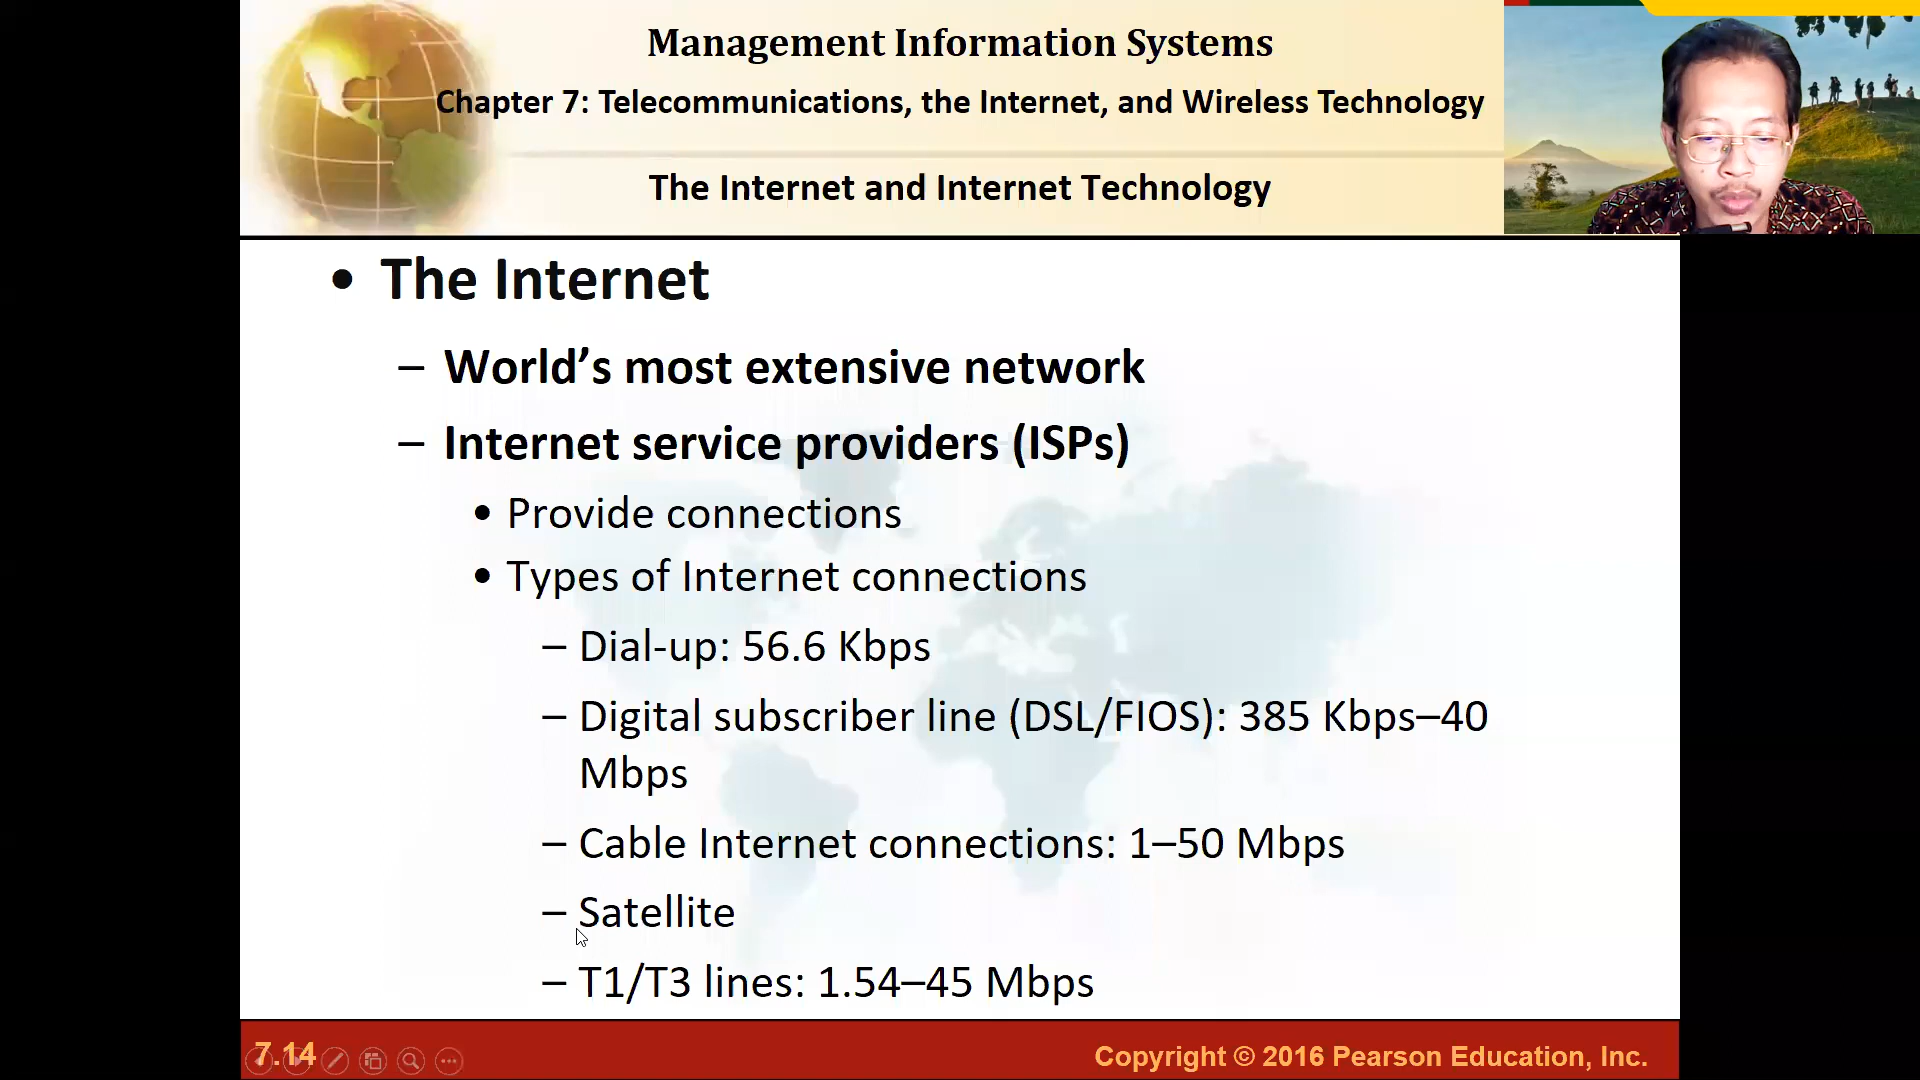 Management Information Systems
Chapter 7: Telecommunications, the Internet, and Wireless Technology
The Internet and Internet Technology
• The Internet
– World’s most extensive network
– Internet service providers (ISPs)
• Provide connections
• Types of Internet connections
– Dial-up: 56.6 Kbps
– Digital subscriber line (DSL/FIOS): 385 Kbps–40
Mbps
– Cable Internet connections: 1–50 Mbps
– Satellite
– T1/T3 lines: 1.54–45 Mbps
7.14
Copyright © 2016 Pearson Education, Inc.